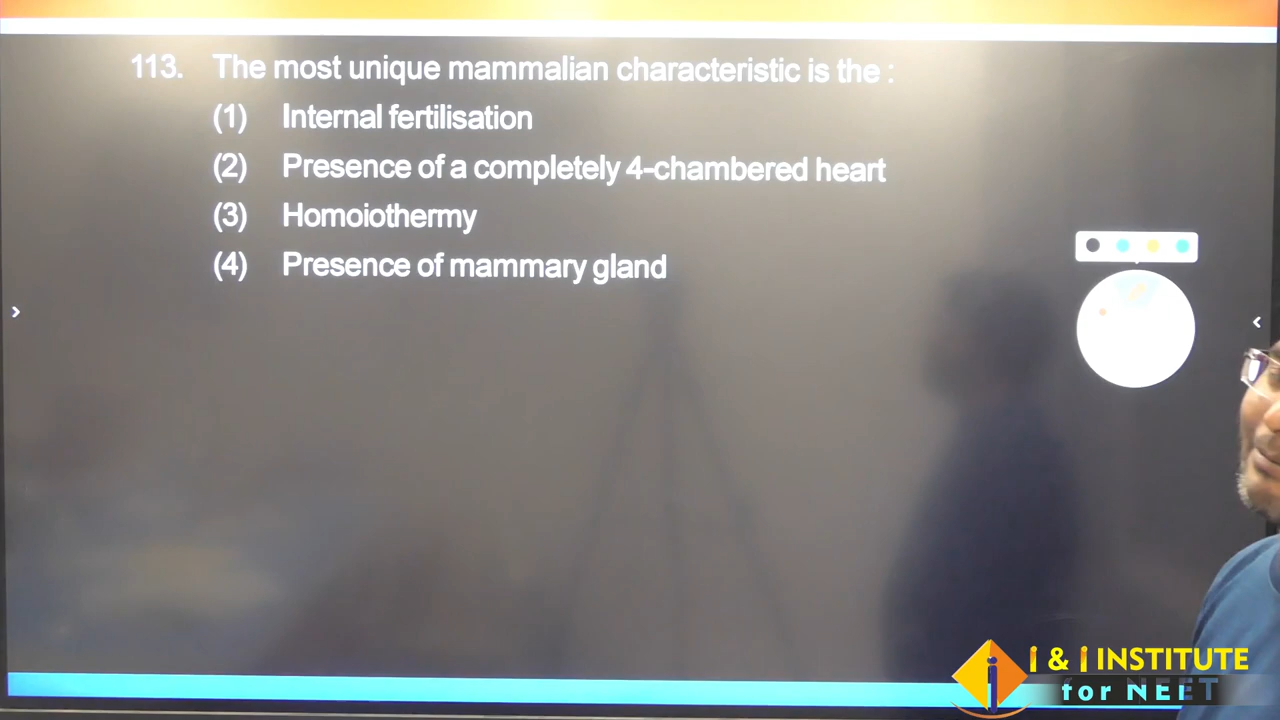 113. The most unique mammalian characteristic is the :
(1) Internal fertilisation
(2) Presence of a completely 4-chambered heart
(3) Homoiothermy
(4) Presence of mammary gland
i & i INSTITUTE
for NEET